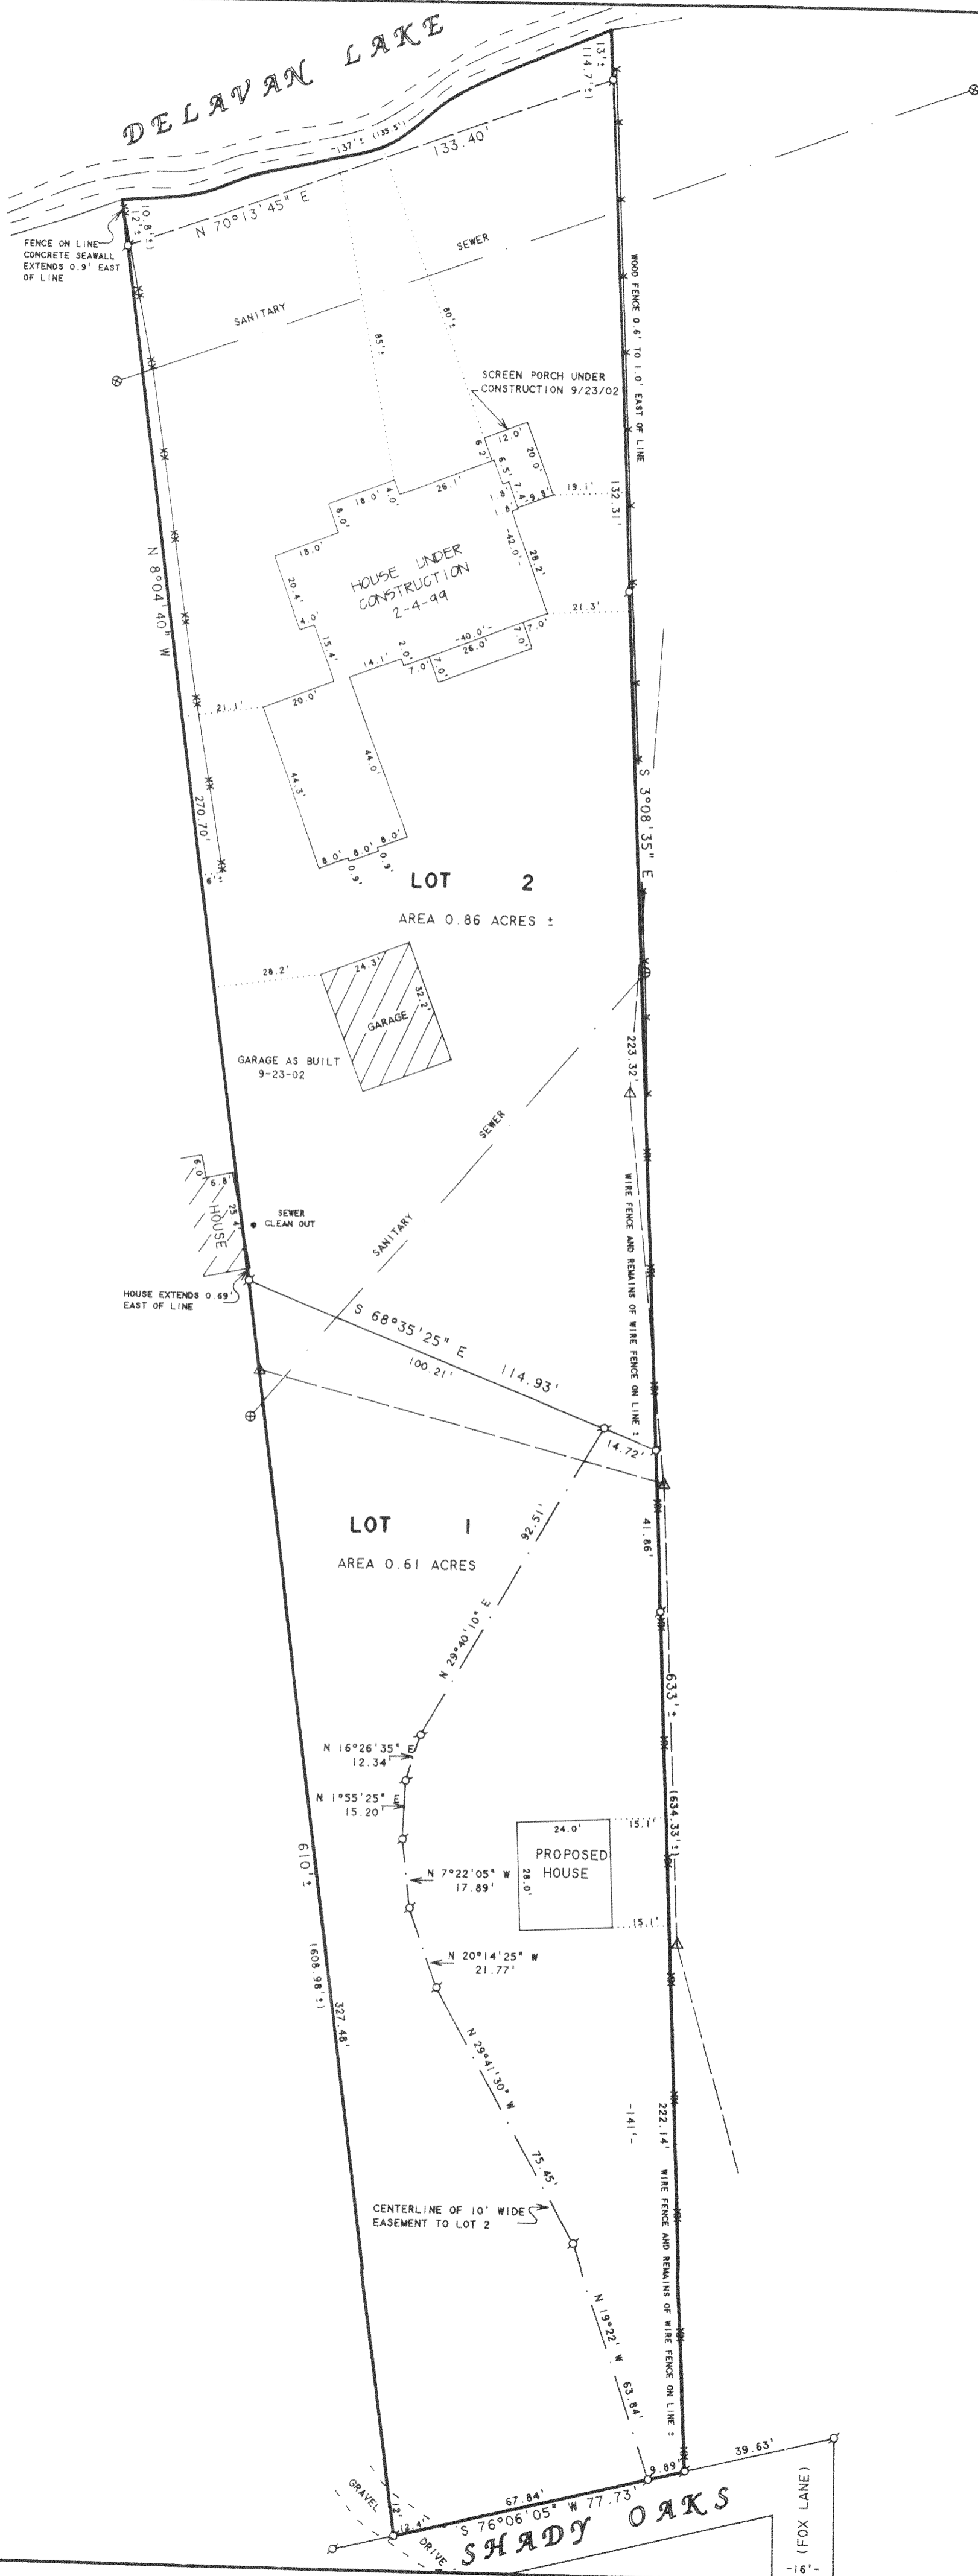 DELAVAN LAKE
13'±
(14.7'±)
-137'± (135.5')
133.40'
N 70°13'45" E
10.8'±)
12'±
FENCE ON LINE
CONCRETE SEAWALL
EXTENDS 0.9' EAST
OF LINE
SANITARY SEWER
WOOD FENCE 0.6' TO 1.0' EAST OF LINE
85'±
80'±
SCREEN PORCH UNDER
CONSTRUCTION 9/23/02
12.0'
20.0'
6.2'
6.5'
7.4'
1.8'
1.8'
-9.8'
19.1'
132.31'
26.1'
4.0'
18.0'
8.0'
18.0'
20.4'
4.0'
15.4'
HOUSE UNDER
CONSTRUCTION
2-4-99
-42.0'-
28.2'
21.3'
-40.0'-
26.0'
7.0'
7.0'
7.0'
7.0'
2.0'
14.1'
20.0'
21.1'
N 8°04'40" W
44.3'
44.0'
8.0'
8.0'
8.0'
0.9'
0.9'
270.70'
6'±
S 3°08'35" E
LOT 2
AREA 0.86 ACRES ±
28.2'
24.3'
32.2'
GARAGE
GARAGE AS BUILT
9-23-02
223.32'
SANITARY SEWER
6.0'
6.8'
25.4'
HOUSE
SEWER
CLEAN OUT
HOUSE EXTENDS 0.69'
EAST OF LINE
WIRE FENCE AND REMAINS OF WIRE FENCE ON LINE ±
S 68°35'25" E 114.93'
100.21'
14.72'
41.86'
LOT 1
AREA 0.61 ACRES
92.51'
N 29°40'10" E
N 16°26'35" E
12.34'
N 1°55'25" E
15.20'
633'±
(634.33'±)
24.0'
15.1'
PROPOSED
HOUSE
28.0'
15.1'
N 7°22'05" W
17.89'
N 20°14'25" W
21.77'
610'±
(608.98'±)
327.48'
N 29°41'30" W
75.45'
-141'-
222.14'
WIRE FENCE AND REMAINS OF WIRE FENCE ON LINE ±
CENTERLINE OF 10' WIDE
EASEMENT TO LOT 2
N 19°22' W
63.84'
39.63'
9.89'
67.84'
S 76°06'05" W 77.73'
12'
12.4'
GRAVEL DRIVE
SHADY OAKS
(FOX LANE)
-16'-